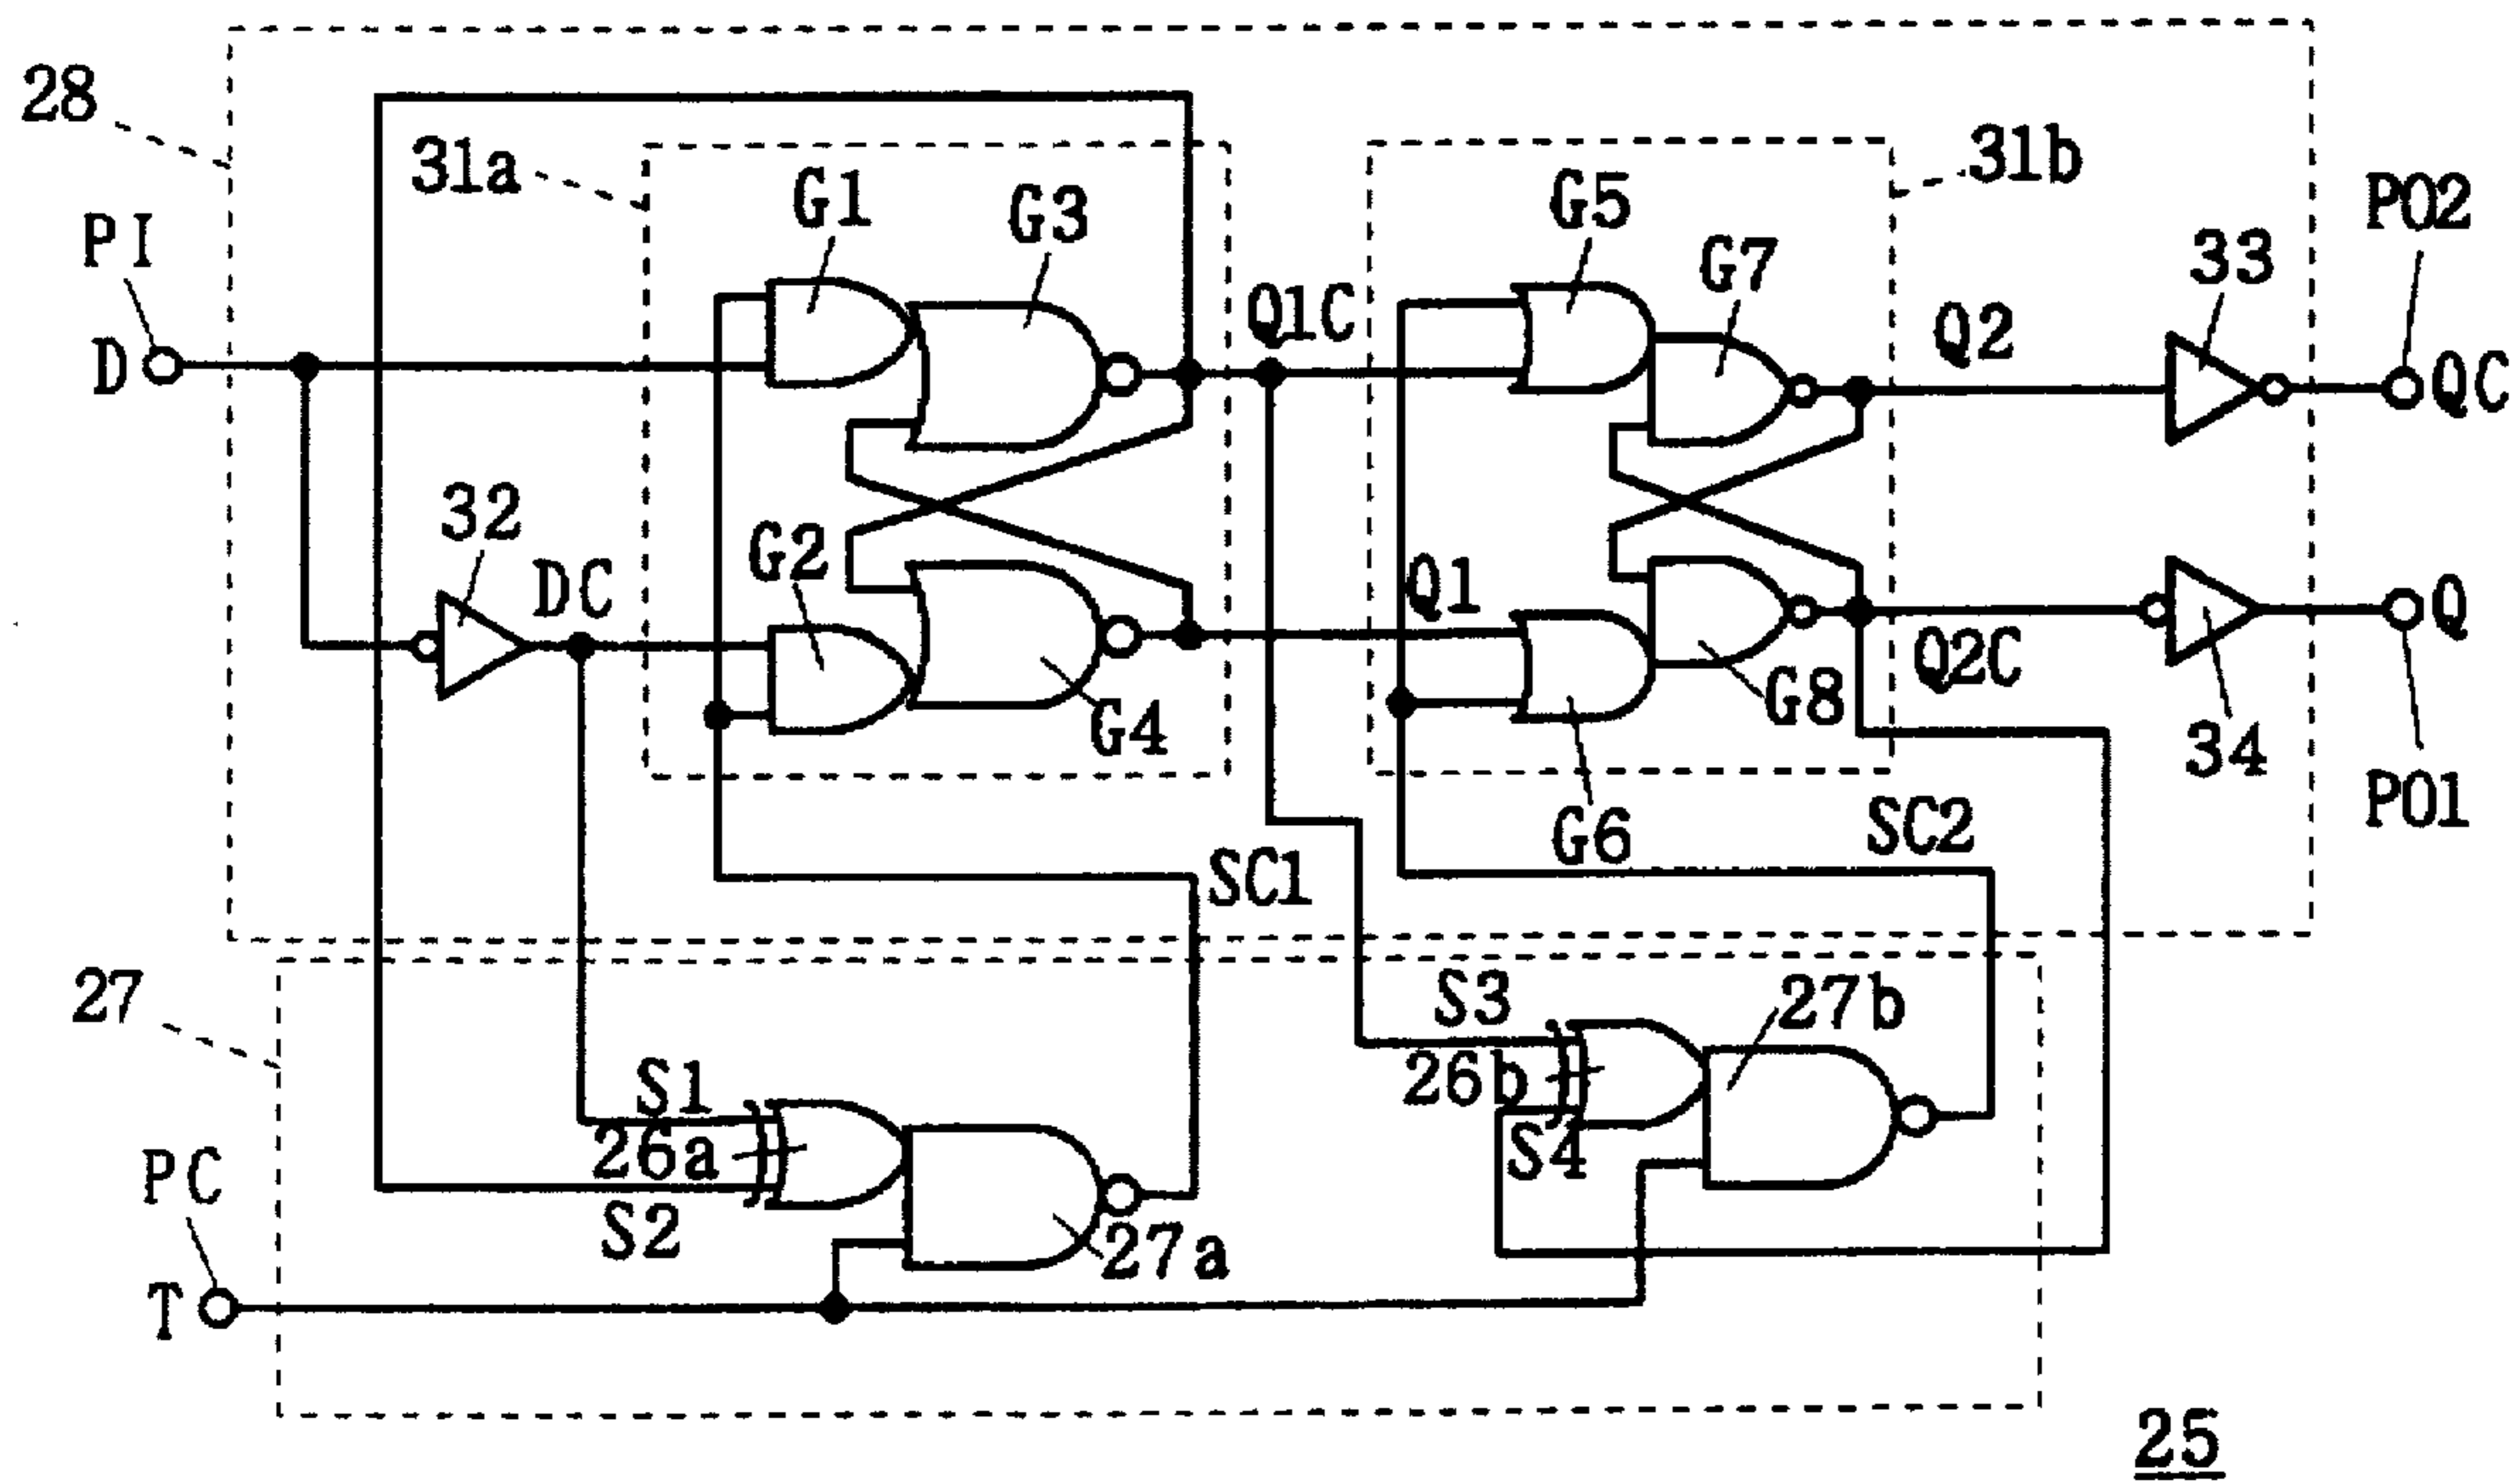 28
31a
G1
G3
G5
G7
31b
PO2
PI
D
Q1C
Q2
33
QC
32
DC
G2
G4
Q1
G8
Q2C
34
Q
PO1
G6
SC2
SC1
27
S3
26b
27b
S1
26a
S4
PC
S2
27a
T
25